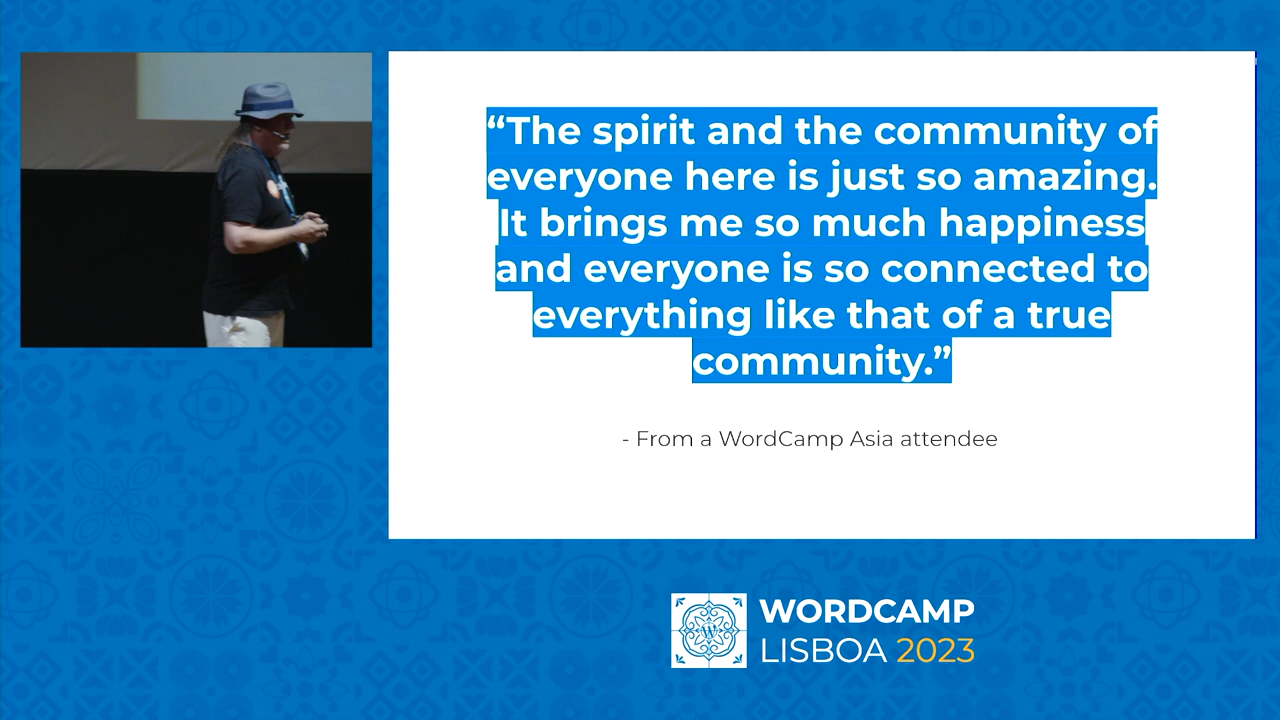 “The spirit and the community of
everyone here is just so amazing.
It brings me so much happiness
and everyone is so connected to
everything like that of a true
community.”
- From a WordCamp Asia attendee
WORDCAMP
LISBOA 2023